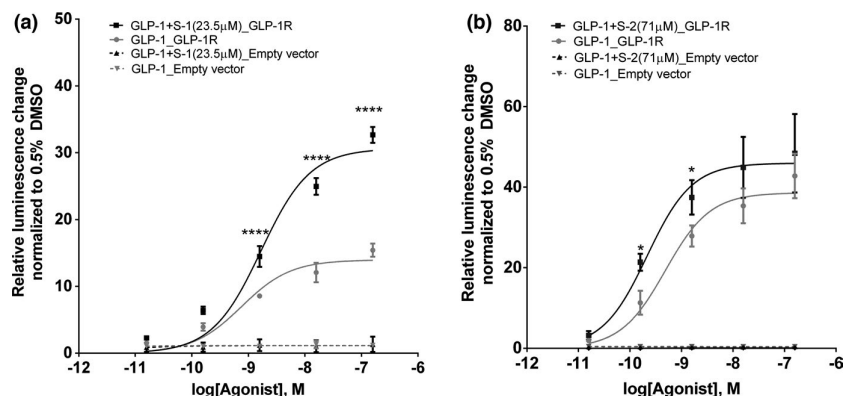 (a)
GLP-1+S-1(23.5μM)_GLP-1R
GLP-1_GLP-1R
GLP-1+S-1(23.5μM)_Empty vector
GLP-1_Empty vector
Relative luminescence change
normalized to 0.5% DMSO
50
40
30
20
10
0
****
****
****
-12
-11
-10
-9
-8
-7
-6
log[Agonist], M
(b)
GLP-1+S-2(71μM)_GLP-1R
GLP-1_GLP-1R
GLP-1+S-2(71μM)_Empty vector
GLP-1_Empty vector
Relative luminescence change
normalized to 0.5% DMSO
80
60
40
20
0
*
*
-12
-11
-10
-9
-8
-7
-6
log[Agonist], M